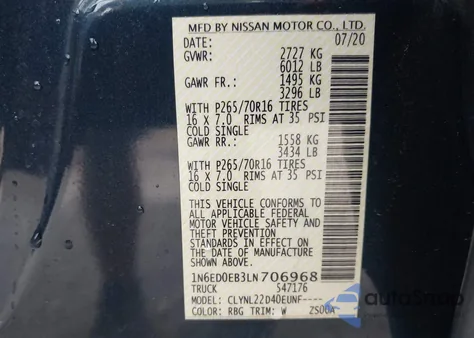 MFD BY NISSAN MOTOR CO., LTD.
DATE: 07/20
GVWR: 2727 KG
6012 LB
GAWR FR.: 1495 KG
3296 LB
WITH P265/70R16 TIRES
16 X 7.0 RIMS AT 35 PSI
COLD SINGLE
GAWR RR.: 1558 KG
3434 LB
WITH P265/70R16 TIRES
16 X 7.0 RIMS AT 35 PSI
COLD SINGLE
THIS VEHICLE CONFORMS TO
ALL APPLICABLE FEDERAL
MOTOR VEHICLE SAFETY AND
THEFT PREVENTION
STANDARDS IN EFFECT ON
THE DATE OF MANUFACTURE
SHOWN ABOVE.
1N6ED0EB3LN706968
TRUCK 547176
MODEL: CLYNL22D40EUNF----
COLOR: RBG TRIM: W ZS00A
AutoSnap